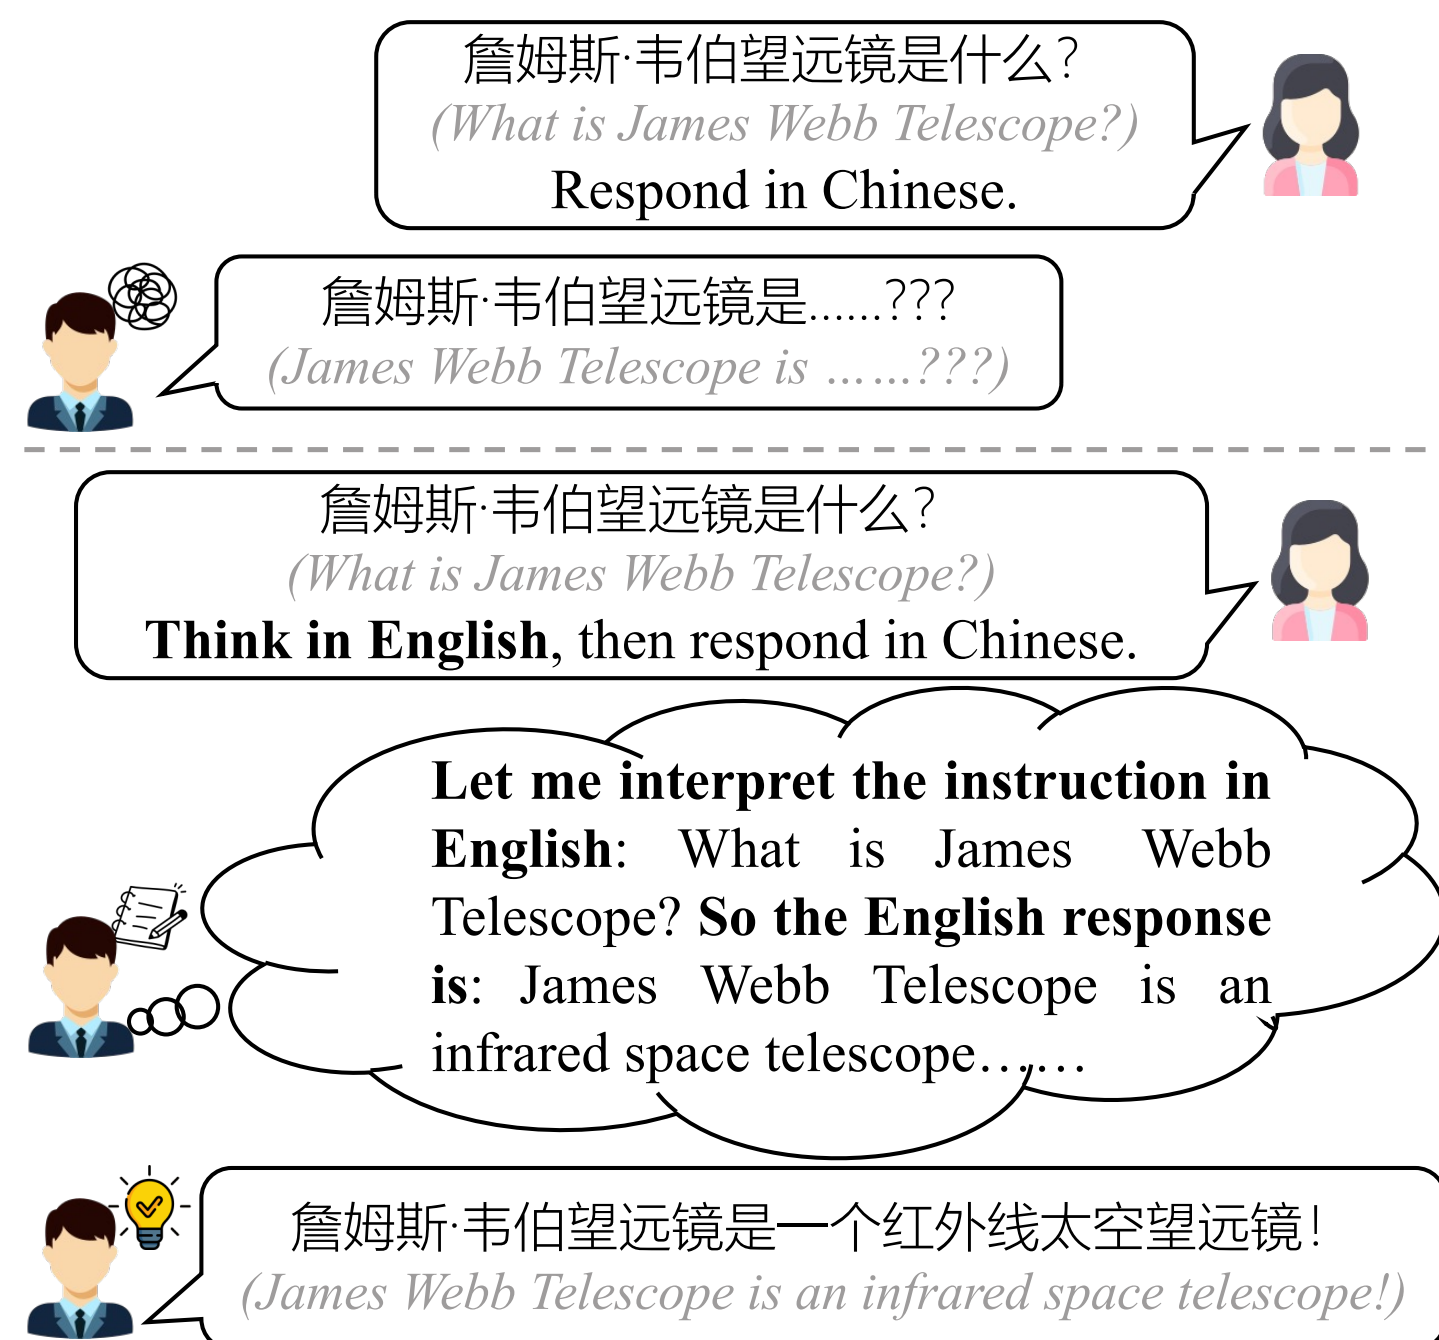 詹姆斯·韦伯望远镜是什么?
(What is James Webb Telescope?)
Respond in Chinese.
詹姆斯·韦伯望远镜是......???
(James Webb Telescope is ......???)
詹姆斯·韦伯望远镜是什么?
(What is James Webb Telescope?)
Think in English, then respond in Chinese.
Let me interpret the instruction in
English: What is James Webb
Telescope? So the English response
is: James Webb Telescope is an
infrared space telescope……
詹姆斯·韦伯望远镜是一个红外线太空望远镜!
(James Webb Telescope is an infrared space telescope!)